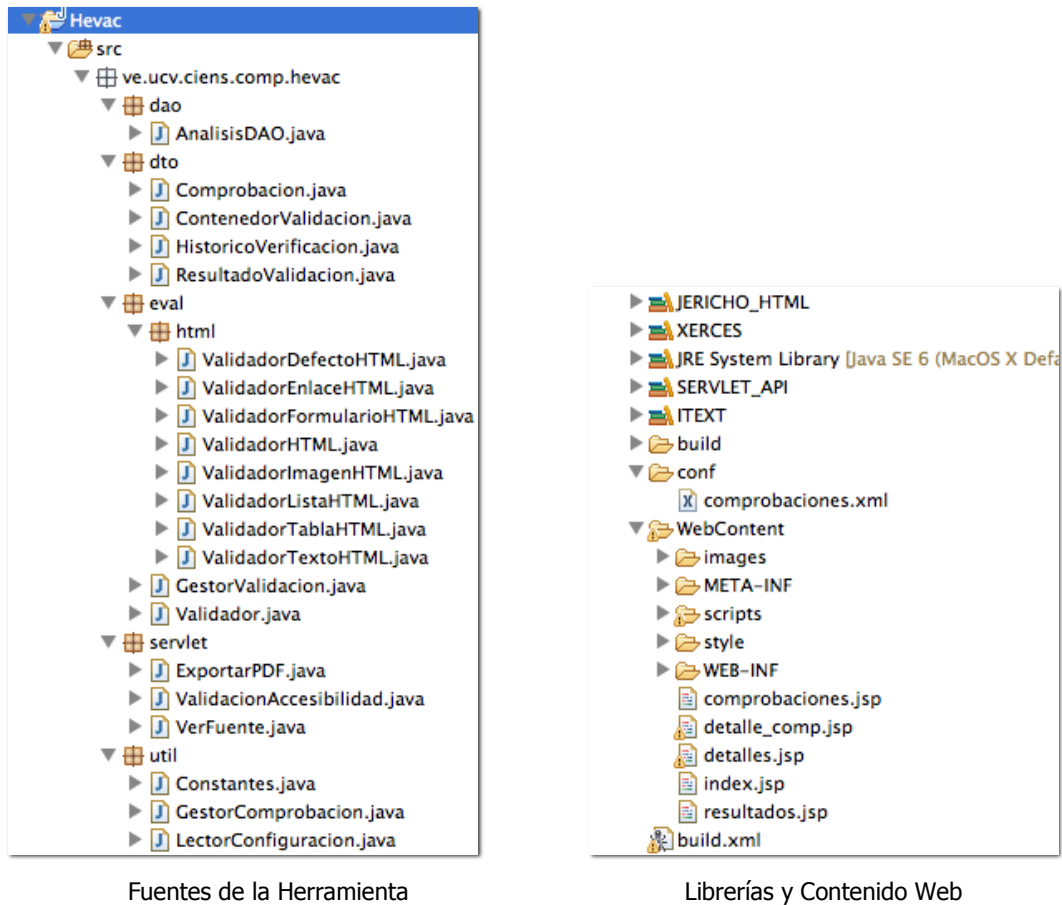 Hevac
src
ve.ucv.ciens.comp.hevac
dao
AnalisisDAO.java
dto
Comprobacion.java
ContenedorValidacion.java
HistoricoVerificacion.java
ResultadoValidacion.java
eval
html
ValidadorDefectoHTML.java
ValidadorEnlaceHTML.java
ValidadorFormularioHTML.java
ValidadorHTML.java
ValidadorImagenHTML.java
ValidadorListaHTML.java
ValidadorTablaHTML.java
ValidadorTextoHTML.java
GestorValidacion.java
Validador.java
servlet
ExportarPDF.java
ValidacionAccesibilidad.java
VerFuente.java
util
Constantes.java
GestorComprobacion.java
LectorConfiguracion.java
Fuentes de la Herramienta
JERICHO_HTML
XERCES
JRE System Library [Java SE 6 (MacOS X Defa
SERVLET_API
ITEXT
build
conf
comprobaciones.xml
WebContent
images
META-INF
scripts
style
WEB-INF
comprobaciones.jsp
detalle_comp.jsp
detalles.jsp
index.jsp
resultados.jsp
build.xml
Librerías y Contenido Web